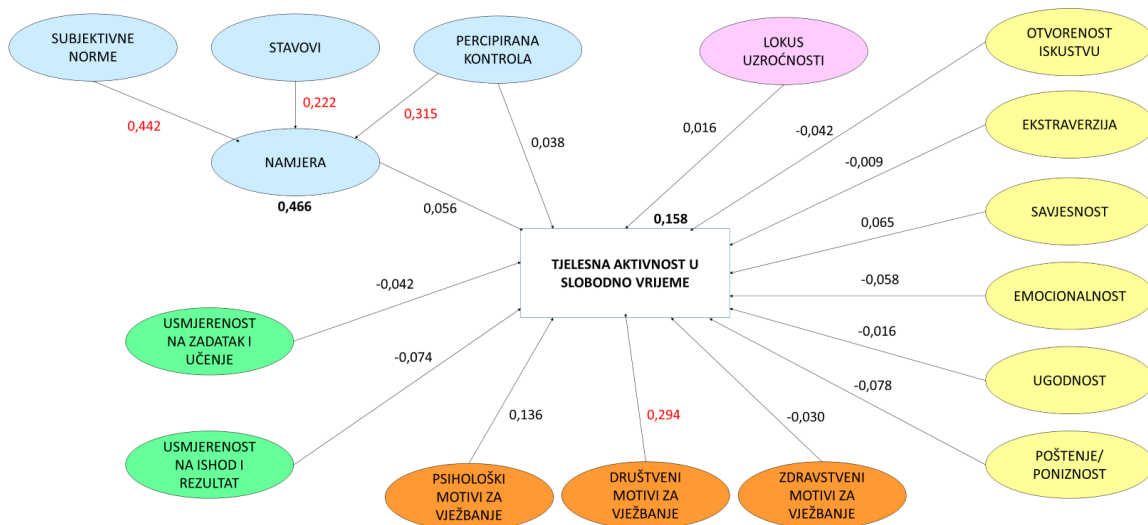 SUBJEKTIVNE
NORME
STAVOVI
PERCIPIRANA
KONTROLA
LOKUS
UZROĆNOSTI
OTVORENOST
ISKUSTVU
0,442
0,222
0,315
NAMJERA
0,466
0,038
0,056
0,016
-0,042
EKSTRAVERZIJA
-0,009
0,158
SAVJESNOST
0,065
TJELESNA AKTIVNOST U
SLOBODNO VRIJEME
EMOCIONALNOST
-0,058
-0,042
USMJERENOST
NA ZADATAK I
UČENJE
-0,016
UGODNOST
-0,074
-0,078
USMJERENOST
NA ISHOD I
REZULTAT
0,136
0,294
-0,030
POŠTENJE/
PONIZNOST
PSIHOLOŠKI
MOTIVI ZA
VJEŽBANJE
DRUŠTVENI
MOTIVI ZA
VJEŽBANJE
ZDRAVSTVENI
MOTIVI ZA
VJEŽBANJE